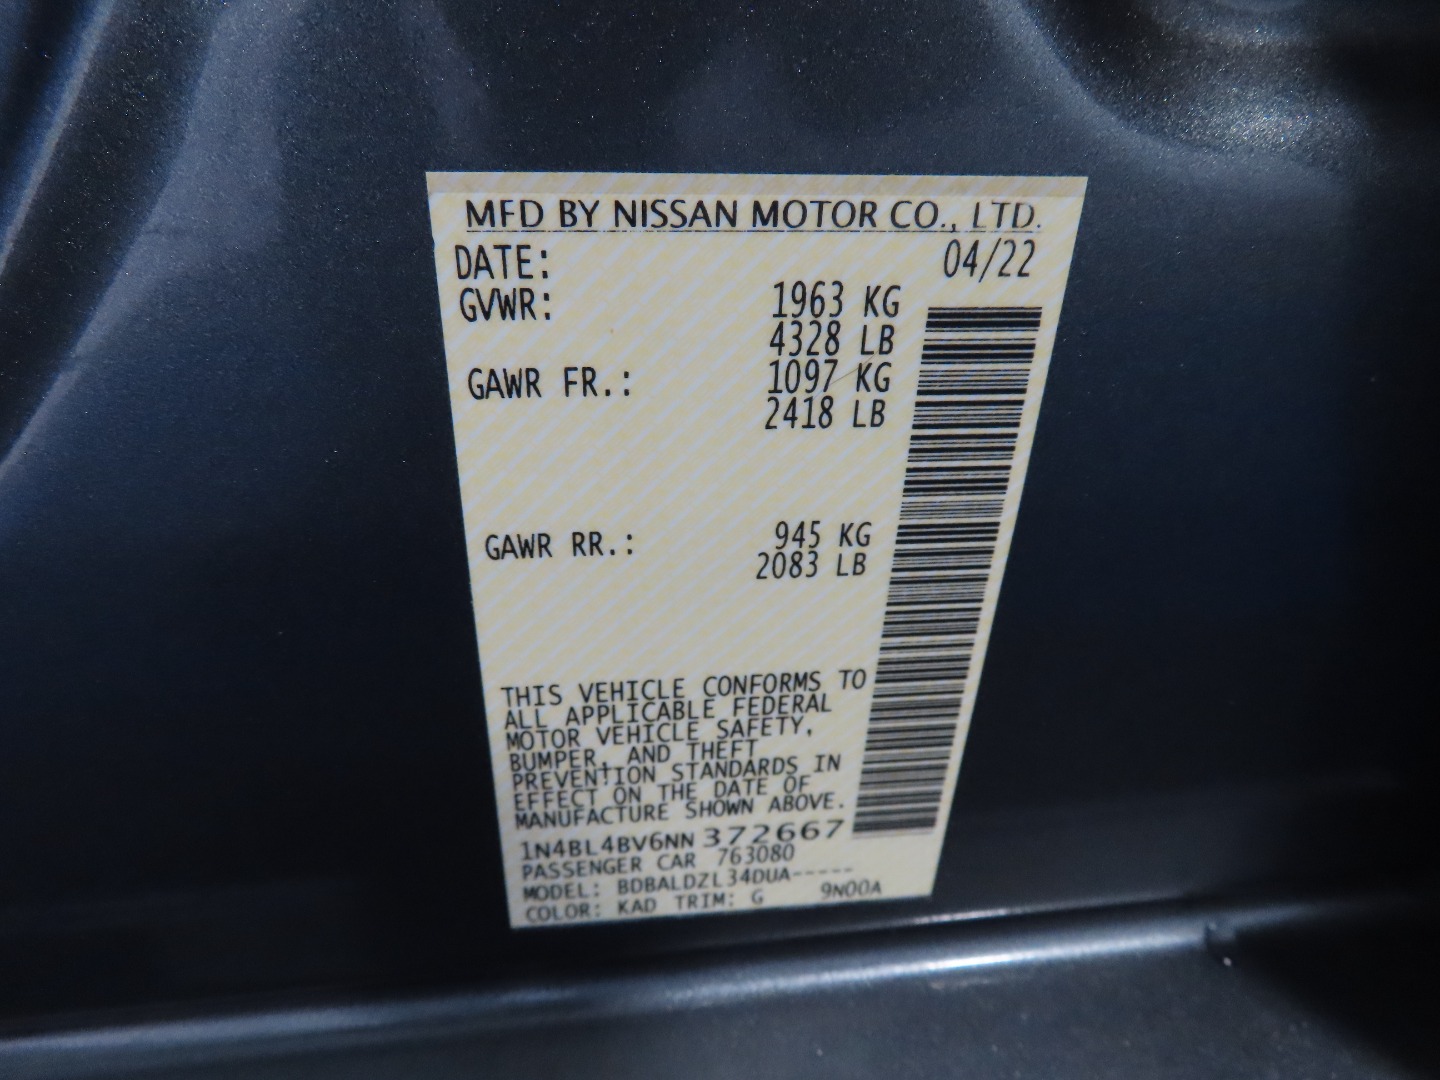 MFD BY NISSAN MOTOR CO., LTD.
DATE: 04/22
GVWR: 1963 KG
4328 LB
GAWR FR.: 1097 KG
2418 LB
GAWR RR.: 945 KG
2083 LB
THIS VEHICLE CONFORMS TO
ALL APPLICABLE FEDERAL
MOTOR VEHICLE SAFETY,
BUMPER, AND THEFT
PREVENTION STANDARDS IN
EFFECT ON THE DATE OF
MANUFACTURE SHOWN ABOVE.
1N4BL4BV6NN372667
PASSENGER CAR 763080
MODEL: BDBALDZL34DUA-----
COLOR: KAD TRIM: G 9N00A